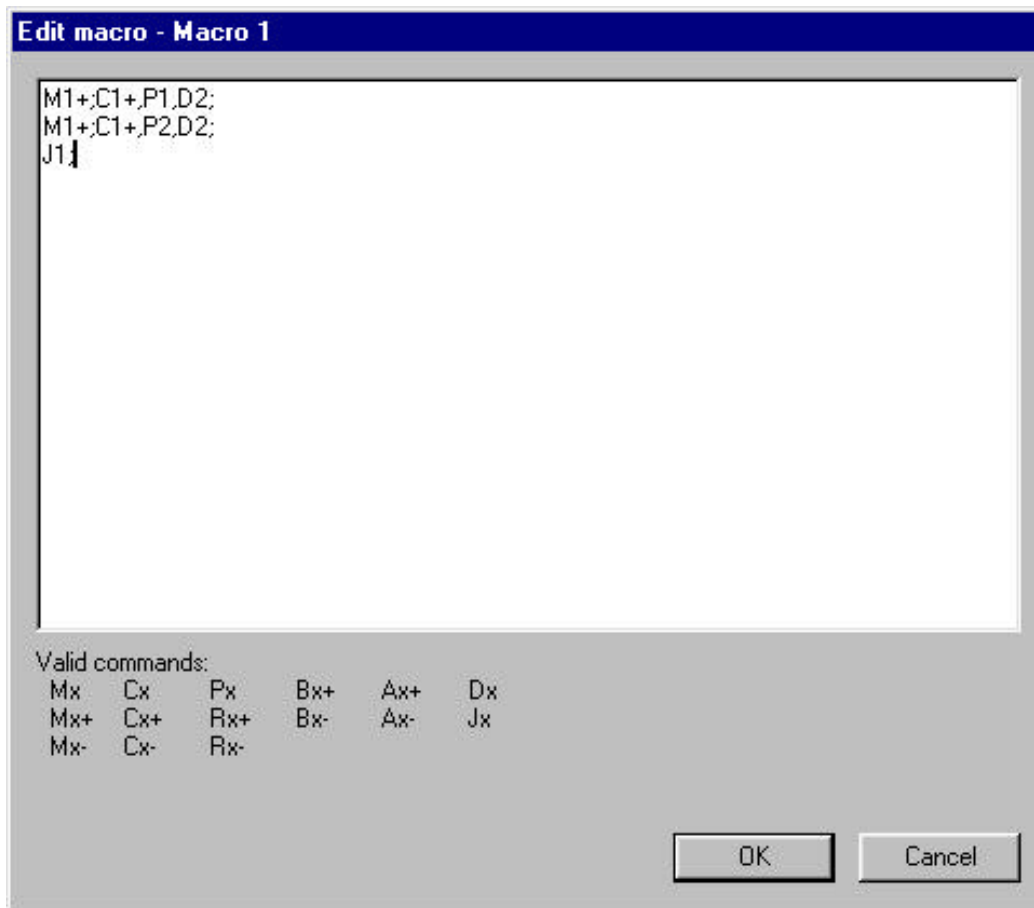 Edit macro - Macro 1
M1+;C1+,P1,D2;
M1+;C1+,P2,D2;
J1;
Valid commands:
Mx Cx Px Bx+ Ax+ Dx
Mx+ Cx+ Rx+ Bx- Ax- Jx
Mx- Cx- Rx-
OK Cancel